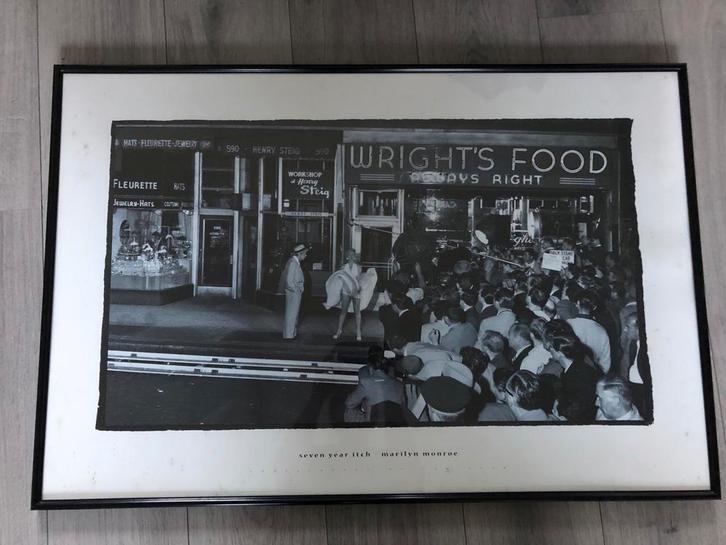 HATS-FLEURETTE-JEWELRY
590 · HENRY STEIG 590
WRIGHT'S FOOD
ALWAYS RIGHT
WORKSHOP
of Henry
Steig
FLEURETTE HATS
JEWELRY-HATS
seven year itch - marilyn monroe